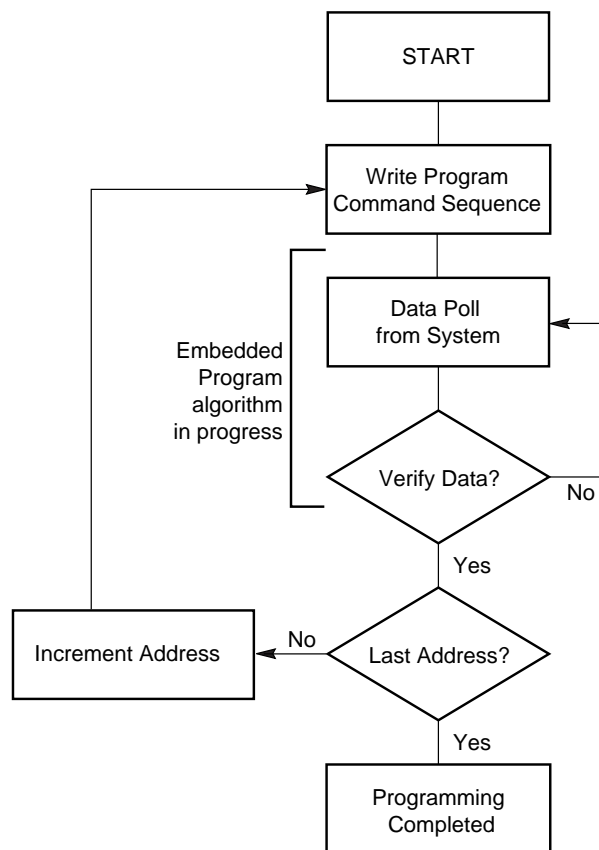 START
Write Program
Command Sequence
Data Poll
from System
Embedded
Program
algorithm
in progress
Verify Data?
No
Yes
Increment Address
No
Last Address?
Yes
Programming
Completed